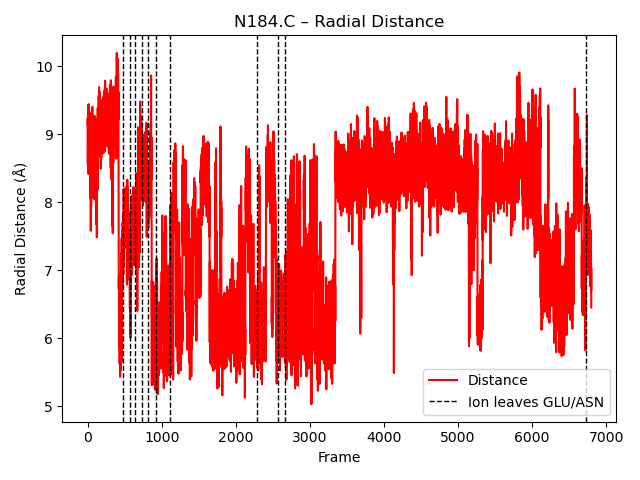 N184.C – Radial Distance
10
9
8
7
6
5
Radial Distance (Å)
Distance
Ion leaves GLU/ASN
0 1000 2000 3000 4000 5000 6000 7000
Frame